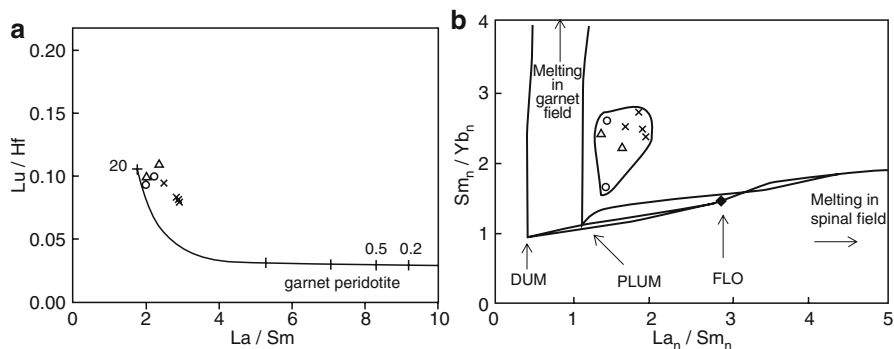 a
0.20
0.15
0.10
0.05
0.00
Lu / Hf
20
0.5 0.2
garnet peridotite
0 2 4 6 8 10
La / Sm
b
4
3
2
1
0
Smn / Ybn
Melting
in
garnet
field
Melting in
spinal field
DUM
PLUM
FLO
0 1 2 3 4 5
Lan / Smn